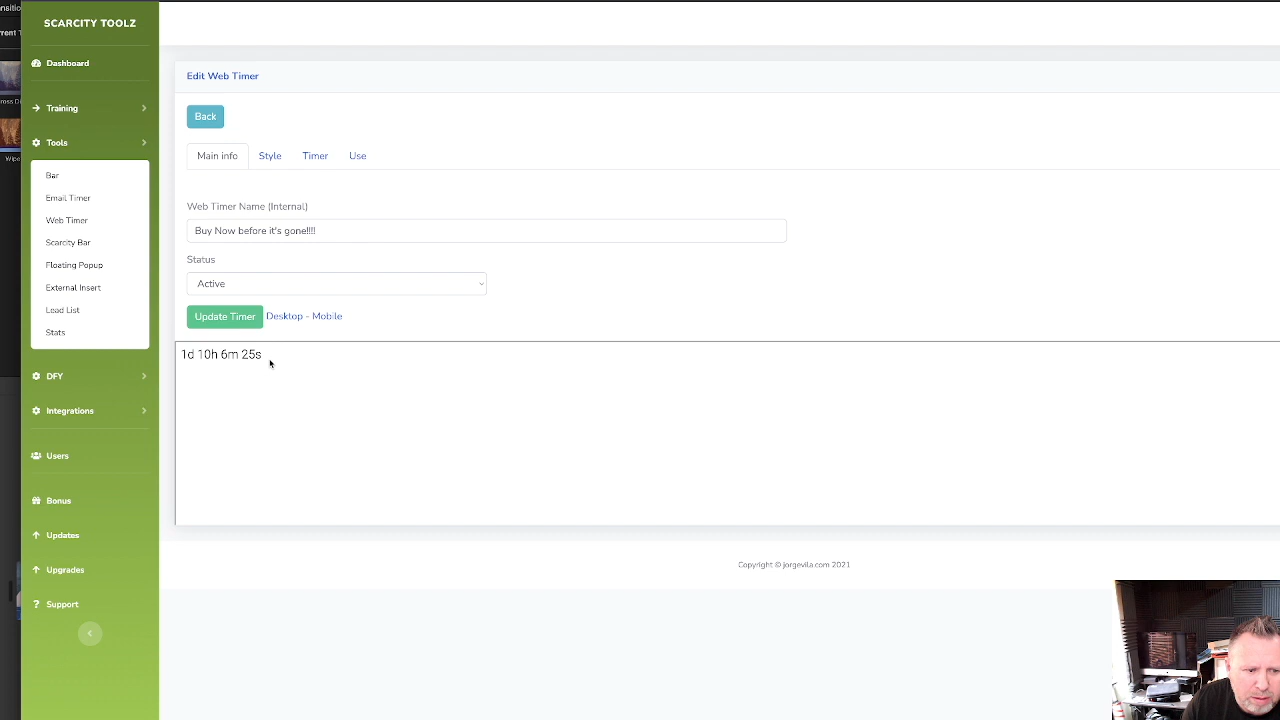 SCARCITY TOOLZ
Dashboard
Training
Tools
Bar
Email Timer
Web Timer
Scarcity Bar
Floating Popup
External Insert
Lead List
Stats
DFY
Integrations
Users
Bonus
Updates
Upgrades
Support
Edit Web Timer
Back
Main info Style Timer Use
Web Timer Name (Internal)
Buy Now before it's gone!!!!
Status
Active
Update Timer Desktop - Mobile
1d 10h 6m 25s
Copyright © jorgevila.com 2021